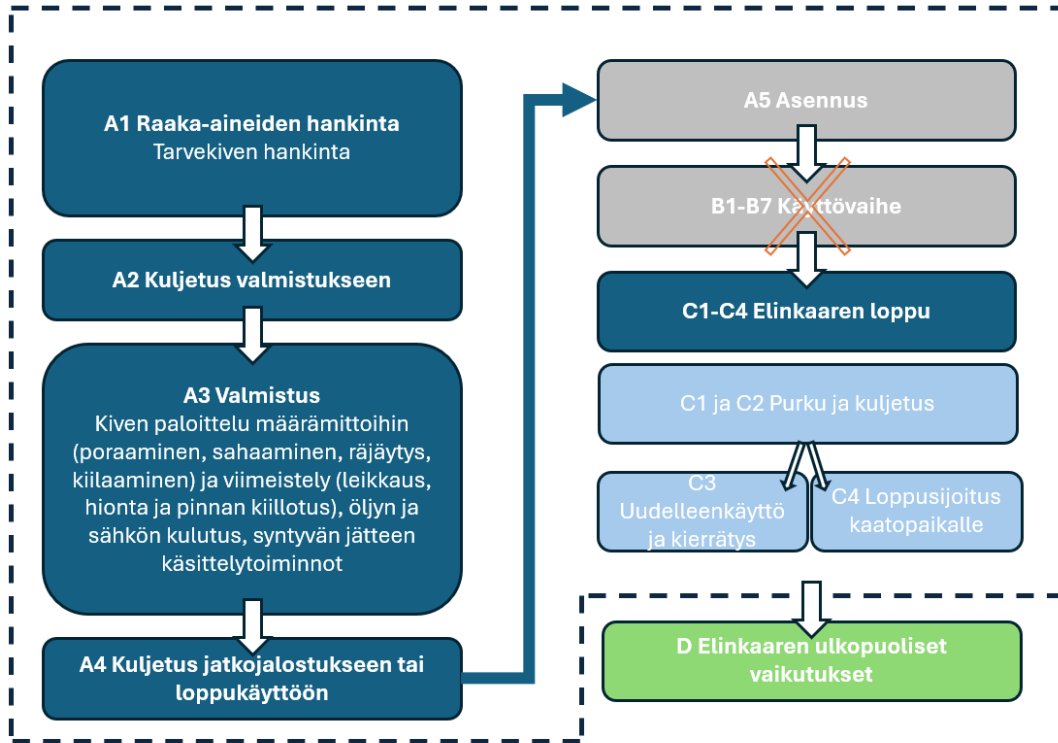 A1 Raaka-aineiden hankinta
Tarvekiven hankinta
A2 Kuljetus valmistukseen
A3 Valmistus
Kiven paloittelu määrämittoihin
(poraaminen, sahaaminen, räjäytys,
kiilaaminen) ja viimeistely (leikkaus,
hionta ja pinnan kiillotus), öljyn ja
sähkön kulutus, syntyvän jätteen
käsittelytoiminnot
A4 Kuljetus jatkojalostukseen tai
loppukäyttöön
A5 Asennus
B1-B7 Käyttövaihe
C1-C4 Elinkaaren loppu
C1 ja C2 Purku ja kuljetus
C3
Uudelleenkäyttö
ja kierrätys
C4 Loppusijoitus
kaatopaikalle
D Elinkaaren ulkopuoliset
vaikutukset